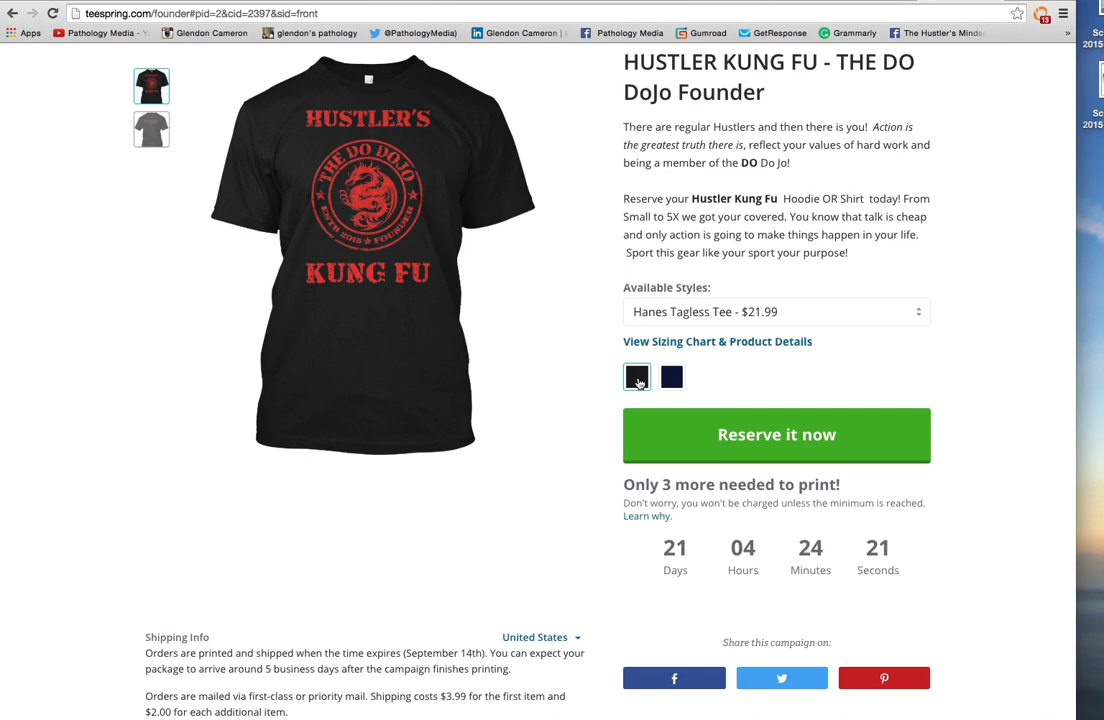 teespring.com/founder#pid=2&cid=2397&sid=front
13
Apps
Pathology Media - Y
Glendon Cameron
glendon's pathology
@PathologyMedia)
Glendon Cameron |
Pathology Media
Gumroad
GetResponse
Grammarly
The Hustler's Minds
»
Sc
2015
Sc
2015
HUSTLER'S
THE DO DOJO
ESTD 2015 ★ FOUNDER
KUNG FU
HUSTLER KUNG FU - THE DO
DoJo Founder
There are regular Hustlers and then there is you! Action is
the greatest truth there is, reflect your values of hard work and
being a member of the DO Do Jo!
Reserve your Hustler Kung Fu Hoodie OR Shirt today! From
Small to 5X we got your covered. You know that talk is cheap
and only action is going to make things happen in your life.
Sport this gear like your sport your purpose!
Available Styles:
Hanes Tagless Tee - $21.99
View Sizing Chart & Product Details
Reserve it now
Only 3 more needed to print!
Don't worry, you won't be charged unless the minimum is reached.
Learn why.
21 04 24 21
Days Hours Minutes Seconds
Shipping Info United States
Orders are printed and shipped when the time expires (September 14th). You can expect your
package to arrive around 5 business days after the campaign finishes printing.
Orders are mailed via first-class or priority mail. Shipping costs $3.99 for the first item and
$2.00 for each additional item.
Share this campaign on: